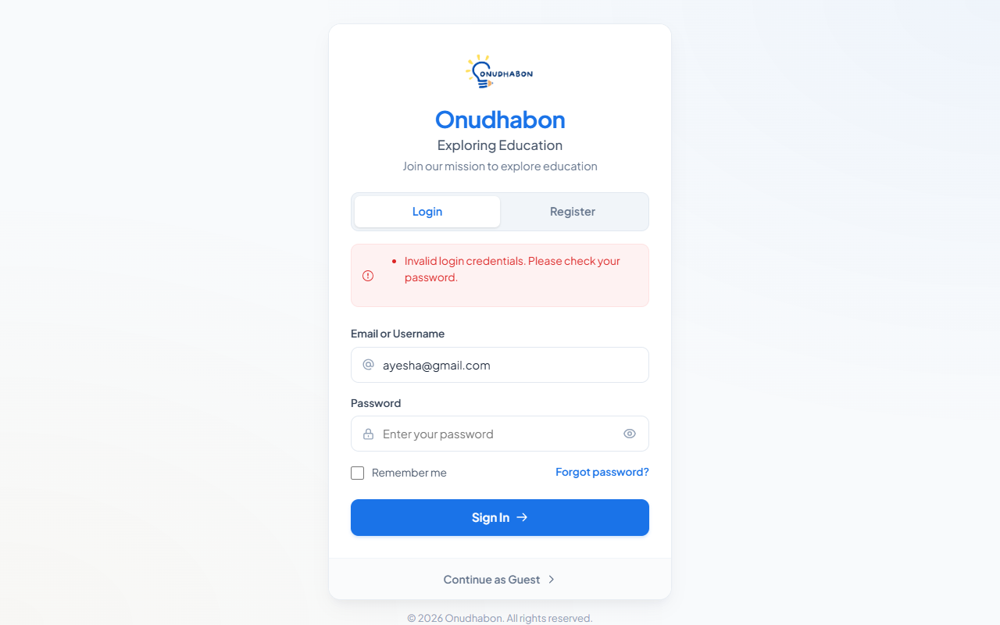 ONUDHABON
Onudhabon
Exploring Education
Join our mission to explore education
Login
Register
Invalid login credentials. Please check your
password.
Email or Username
ayesha@gmail.com
Password
Enter your password
Remember me
Forgot password?
Sign In
Continue as Guest
© 2026 Onudhabon. All rights reserved.